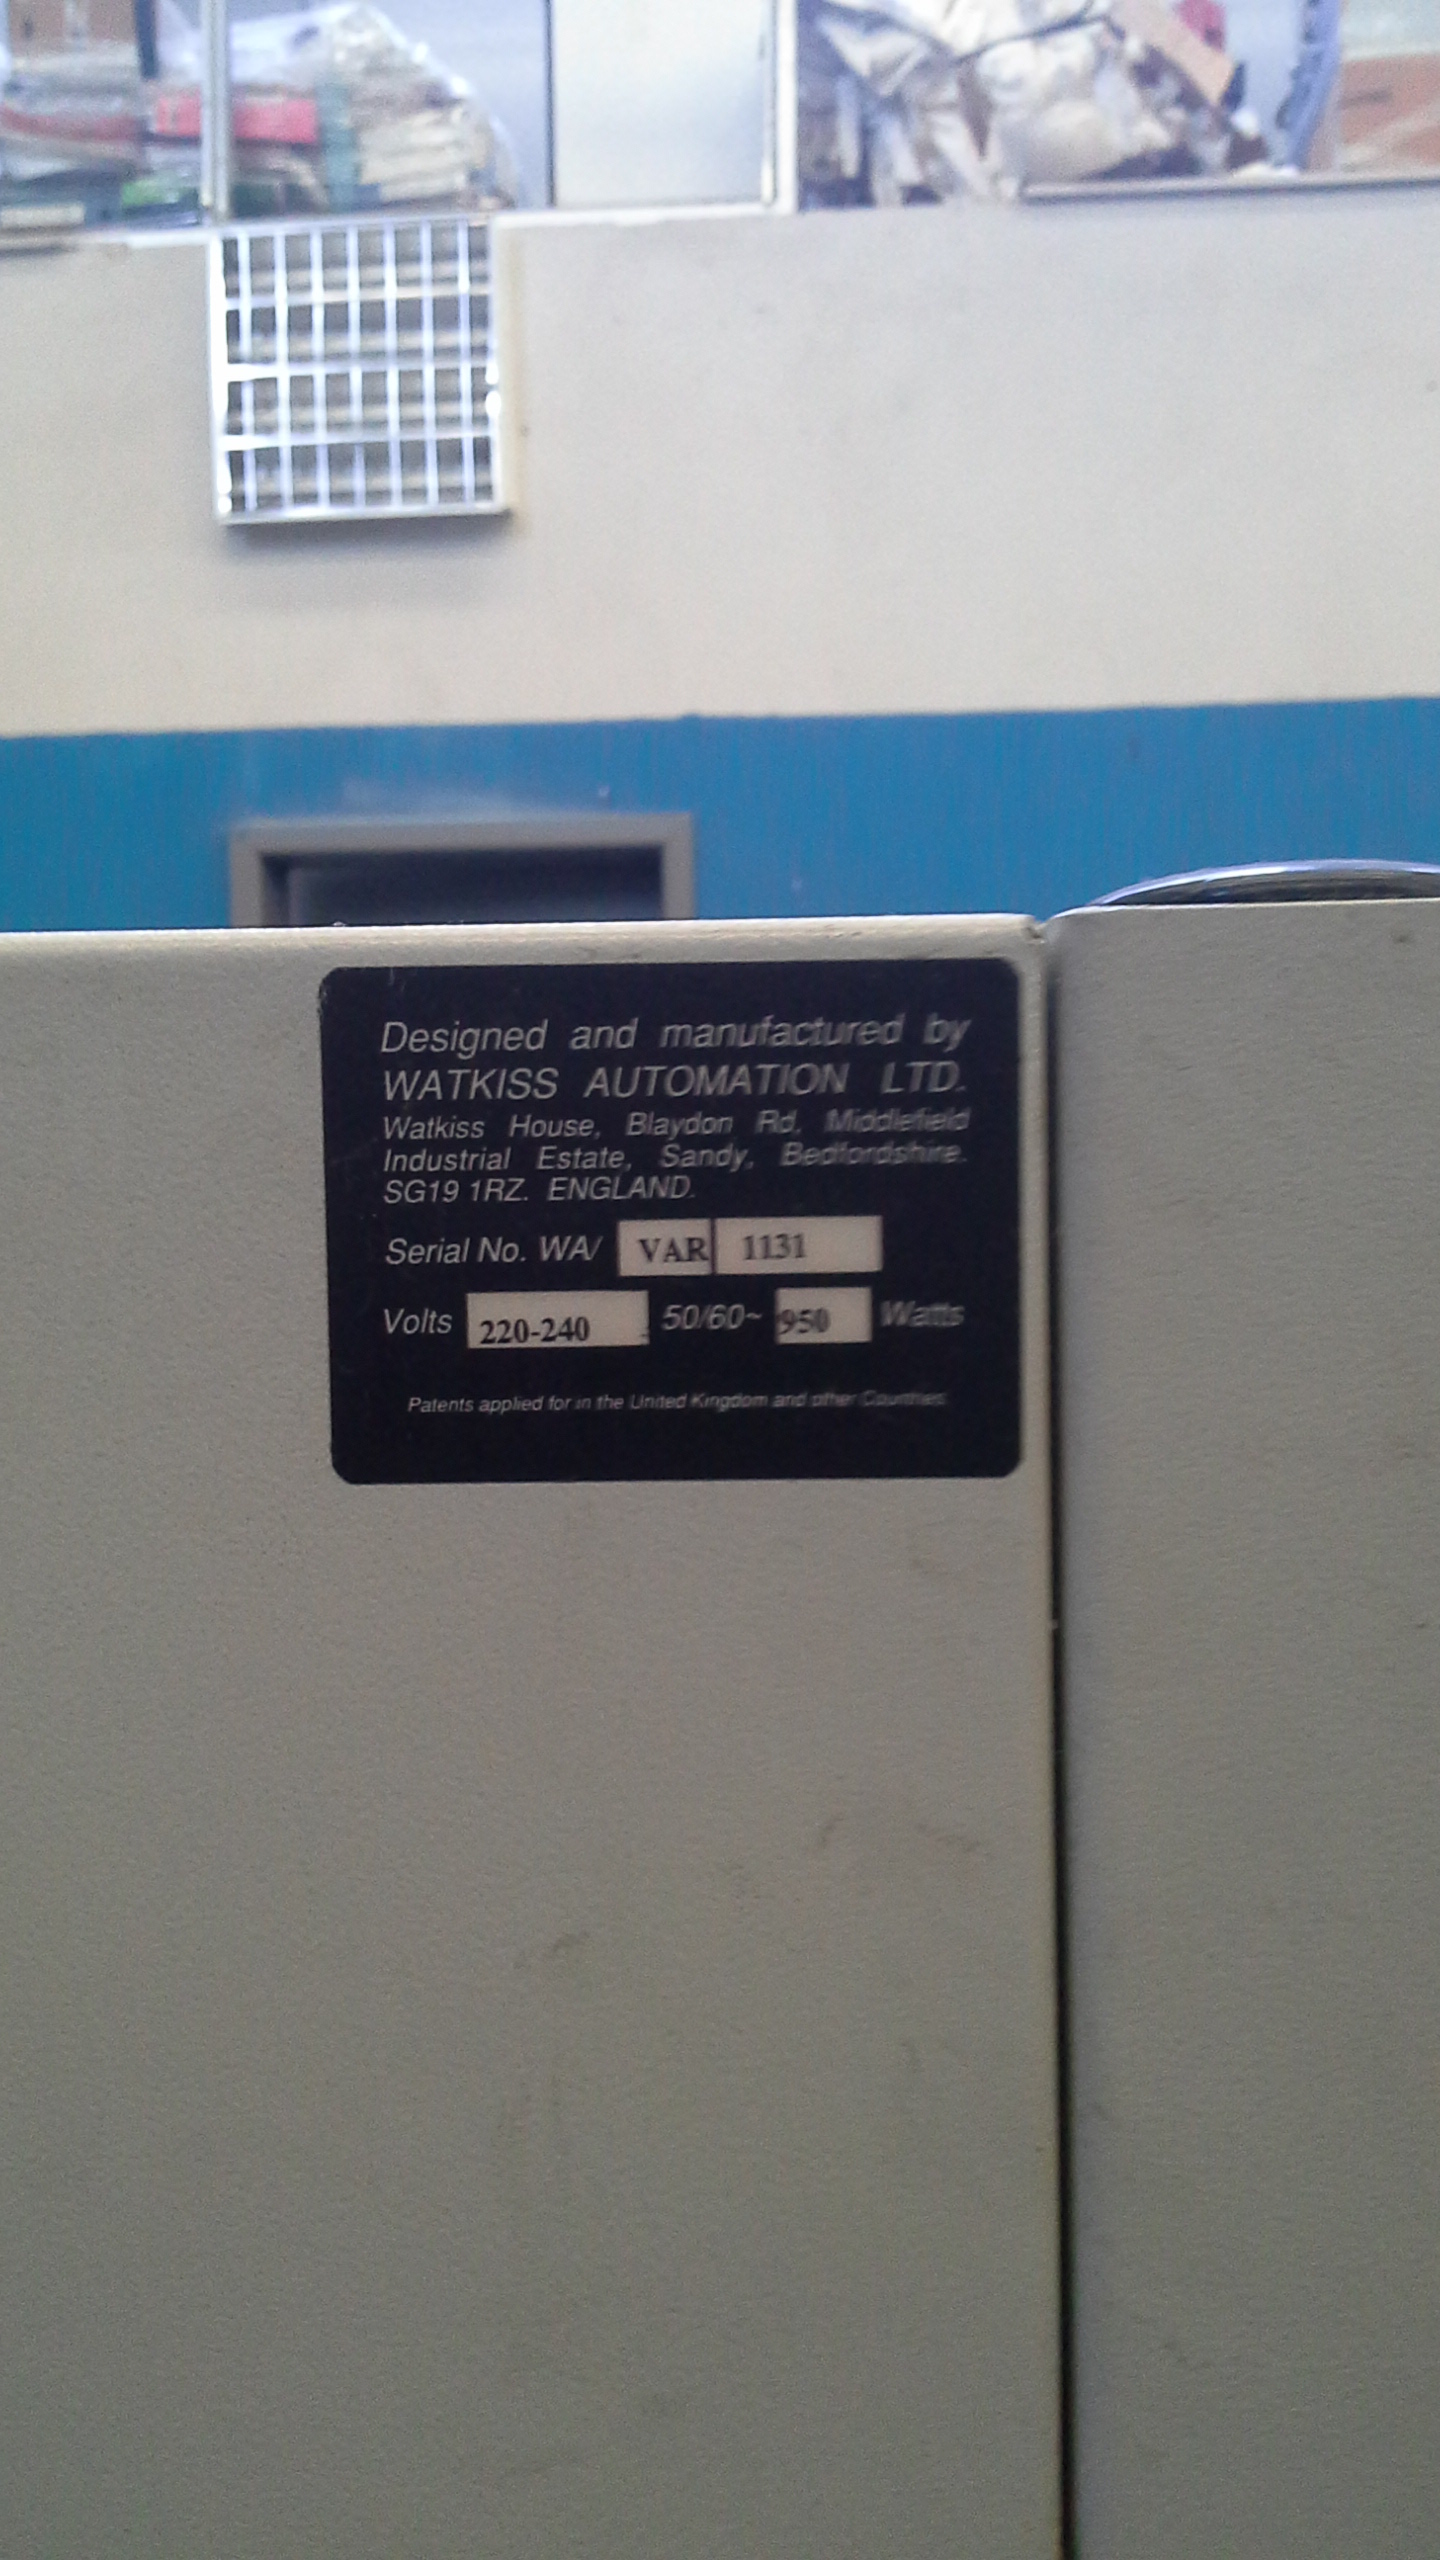 Designed and manufactured by
WATKISS AUTOMATION LTD.
Watkiss House, Blaydon Rd, Middlefield
Industrial Estate, Sandy, Bedfordshire.
SG19 1RZ. ENGLAND.
Serial No. WA/ VAR 1131
Volts 220-240 50/60~ 950 Watts
Patents applied for in the United Kingdom and other Countries